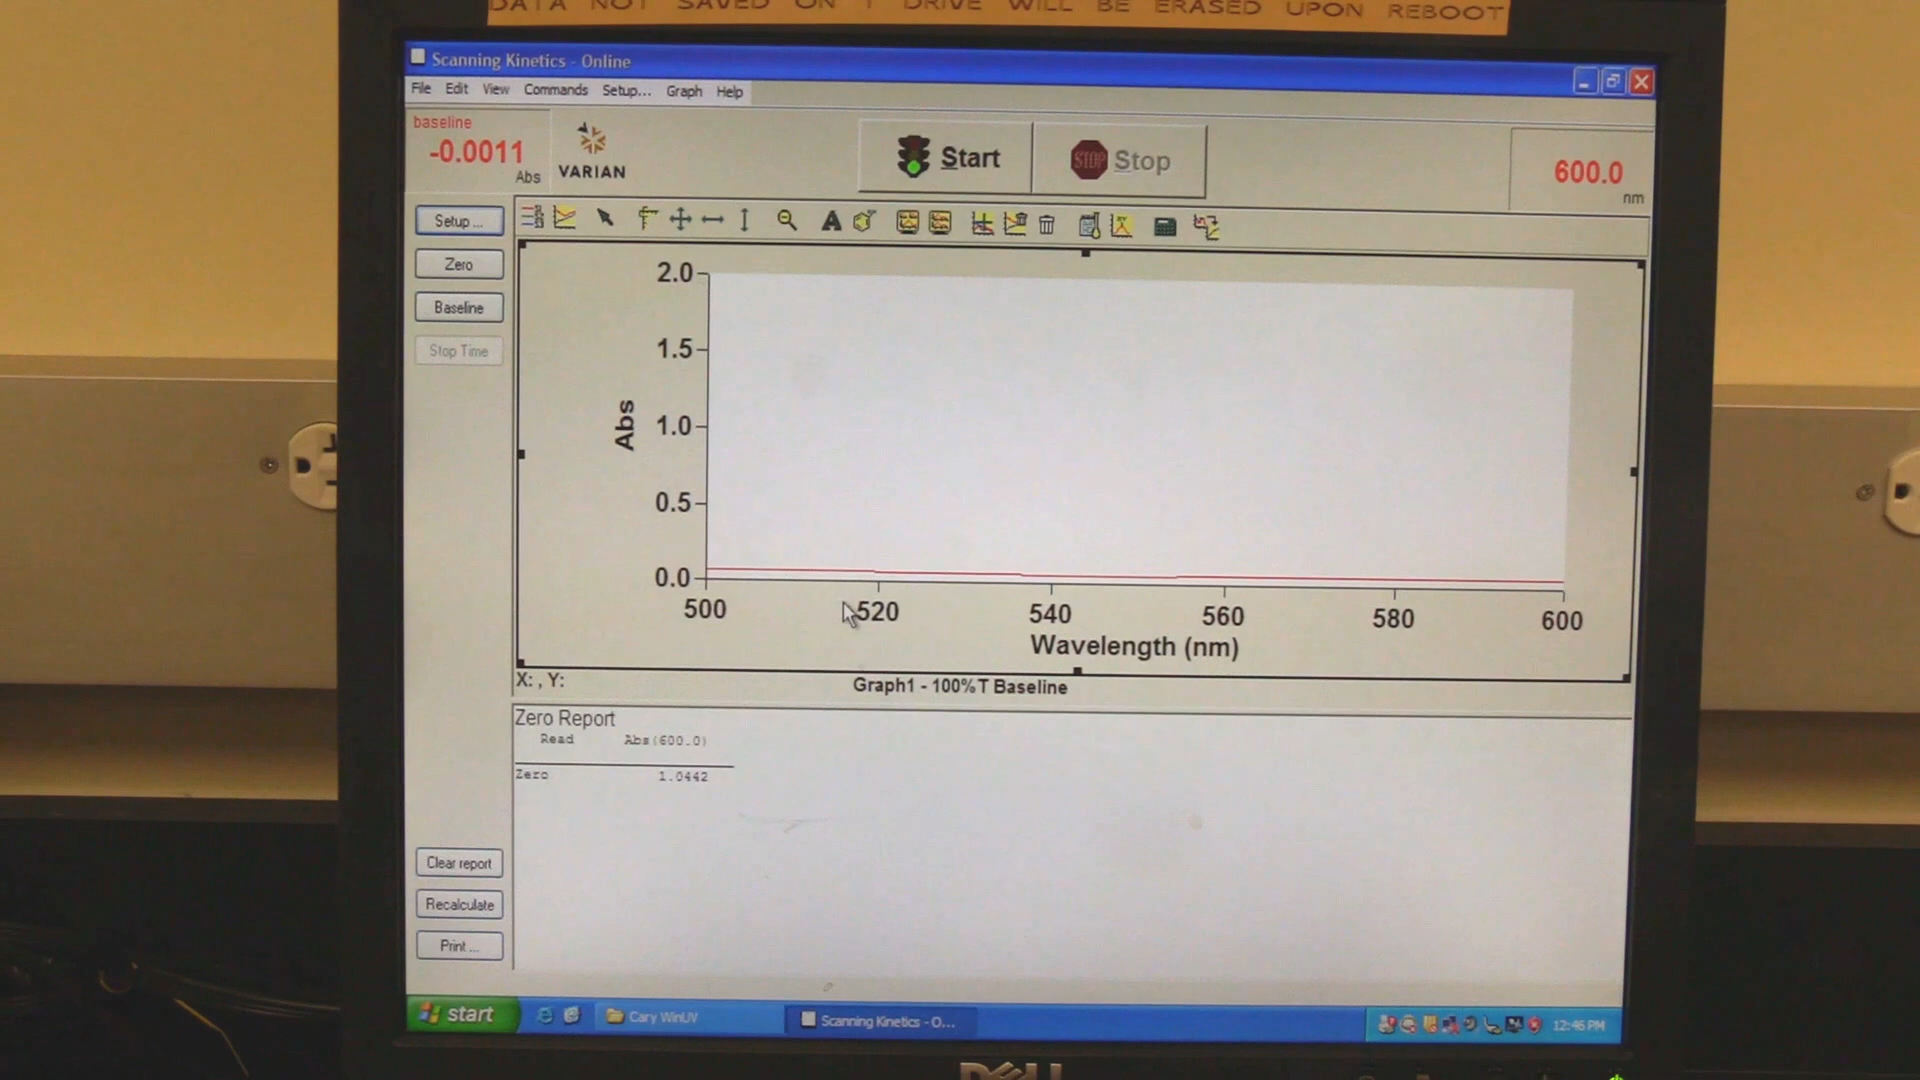 DATA NOT SAVED ON T DRIVE WILL BE ERASED UPON REBOOT
Scanning Kinetics - Online
File Edit View Commands Setup... Graph Help
baseline
-0.0011
Abs
VARIAN
Start
STOP Stop
600.0
nm
Setup ...
Zero
Baseline
Stop Time
2.0
1.5
1.0
0.5
0.0
Abs
500 520 540 560 580 600
Wavelength (nm)
X: , Y:
Graph1 - 100%T Baseline
Zero Report
Read Abs(600.0)
Zero 1.0442
Clear report
Recalculate
Print ...
start Cary WinUV Scanning Kinetics - O... 12:46 PM
DELL